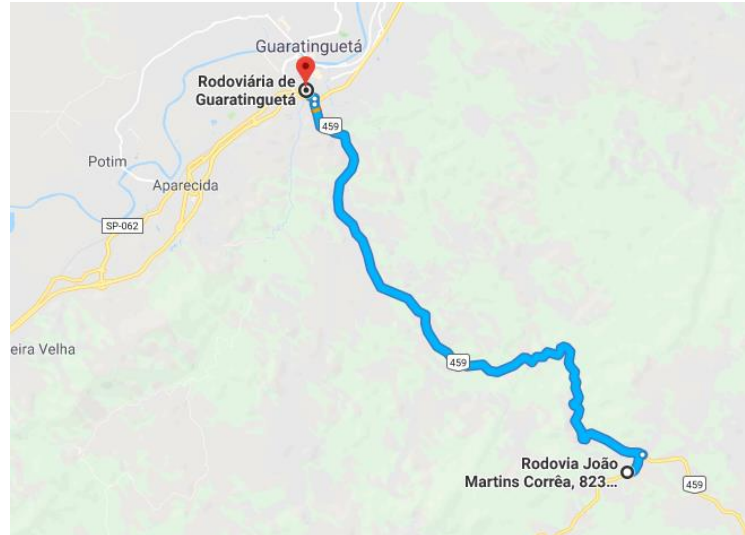 Guaratinguetá
Rodoviária de
Guaratinguetá
459
Potim
Aparecida
SP-062
eira Velha
459
Rodovia João
Martins Corrêa, 823...
459